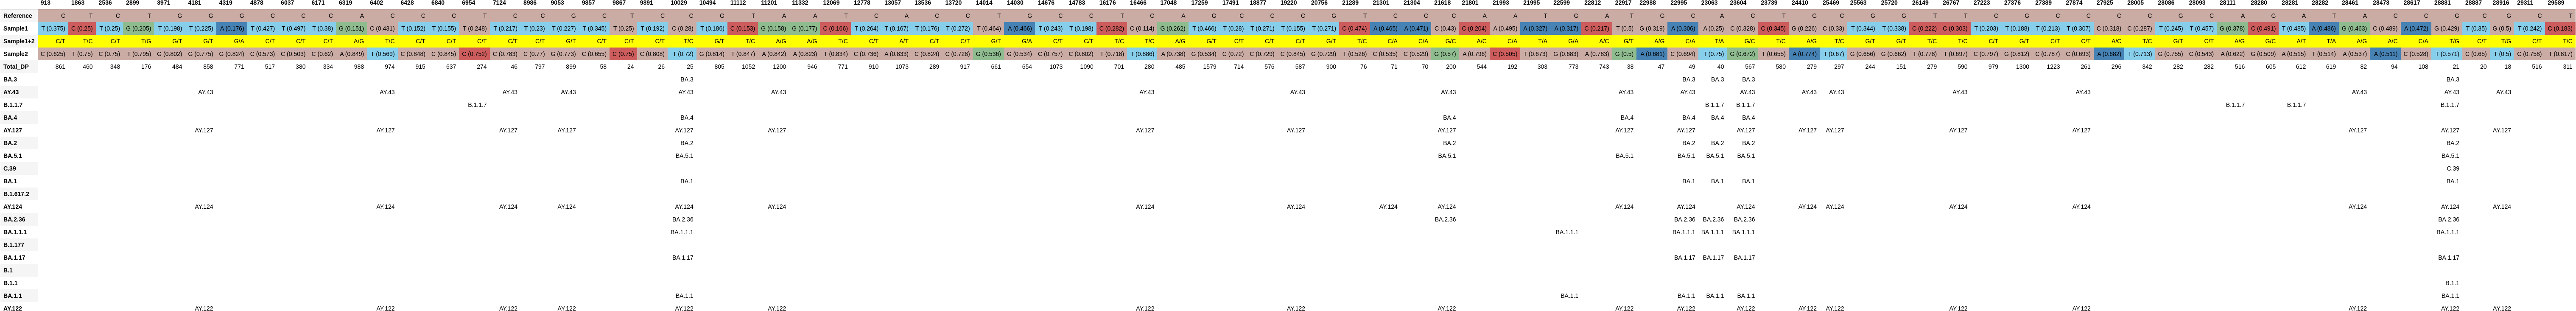 913 1863 2536 2899 3971 4181 4319 4878 6037 6171 6319 6402 6428 6840 6954 7124 8986 9053 9857 9867 9891 10029 10494 11112 11201 11332 12069 12778 13057 13536 13720 14014 14030 14676 14783 16176 16466 17048 17259 17491 18877 19220 20756 21289 21301 21304 21618 21801 21993 21995 22599 22812 22917 22988 22995 23063 23604 23739 24410 25469 25563 25720 26149 26767 27223 27376 27389 27874 27925 28005 28086 28093 28111 28280 28281 28282 28461 28473 28617 28881 28887 28916 29311 29589
Reference C T C T G G G C C C A C C C T C C G C T C C G T A A T C A C C T G C C T C A G C C C G T C C C A A T G A T G
Sample1 T (0.375) C (0.25) T (0.25) G (0.205) T (0.198) T (0.225) A (0.176) T (0.427) T (0.497) T (0.38) G (0.151) C (0.431) T (0.152) T (0.155) T (0.248) T (0.217) T (0.23) T (0.227) T (0.345) T (0.25) T (0.192) C (0.28) T (0.186) C (0.153) G (0.158) G (0.177) C (0.166) T (0.264) T (0.167) T (0.176) T (0.272) T (0.464) A (0.466) T (0.243) T (0.198) C (0.282) C (0.114) G (0.262) T (0.466) T (0.28) T (0.271) T (0.155) T (0.271) C (0.474) A (0.465) A (0.471) C (0.43) C (0.204) A (0.495) A (0.327) A (0.317) C (0.217) T (0.5) G (0.319) A (0.306) A (0.25) C (0.328) C (0.345) G (0.226) C (0.33) T (0.344) T (0.338) C (0.222) C (0.303) T (0.203) T (0.188) T (0.213) T (0.307) C (0.318) C (0.287) T (0.245) T (0.457) G (0.378) C (0.491) T (0.485) A (0.486) G (0.463) C (0.489) A (0.472) G (0.429) T (0.35) G (0.5) T (0.242) C (0.183)
Sample1+2 C/T T/C C/T T/G G/T G/T G/A C/T C/T C/T A/G T/C C/T C/T C/T C/T C/T G/T C/T C/T C/T T/C G/T T/C A/G A/G T/C C/T A/T C/T C/T G/T G/A C/T C/T T/C T/C A/G G/T C/T C/T C/T G/T T/C C/A C/A G/C A/C C/A T/A G/A A/C G/T A/G C/A T/A G/C T/C A/G T/C G/T G/T T/C T/C C/T G/T C/T C/T A/C T/C G/T C/T A/G G/C A/T T/A A/G A/C C/A T/G C/T T/G C/T T/C
Sample2 C (0.625) T (0.75) C (0.75) T (0.795) G (0.802) G (0.775) G (0.824) C (0.573) C (0.503) C (0.62) A (0.849) T (0.569) C (0.848) C (0.845) C (0.752) C (0.783) C (0.77) G (0.773) C (0.655) C (0.75) C (0.808) T (0.72) G (0.814) T (0.847) A (0.842) A (0.823) T (0.834) C (0.736) A (0.833) C (0.824) C (0.728) G (0.536) G (0.534) C (0.757) C (0.802) T (0.718) T (0.886) A (0.738) G (0.534) C (0.72) C (0.729) C (0.845) G (0.729) T (0.526) C (0.535) C (0.529) G (0.57) A (0.796) C (0.505) T (0.673) G (0.683) A (0.783) G (0.5) A (0.681) C (0.694) T (0.75) G (0.672) T (0.655) A (0.774) T (0.67) G (0.656) G (0.662) T (0.778) T (0.697) C (0.797) G (0.812) C (0.787) C (0.693) A (0.682) T (0.713) G (0.755) C (0.543) A (0.622) G (0.509) A (0.515) T (0.514) A (0.537) A (0.511) C (0.528) T (0.571) C (0.65) T (0.5) C (0.758) T (0.817)
Total_DP 861 460 348 176 484 858 771 517 380 334 988 974 915 637 274 46 797 899 58 24 26 25 805 1052 1200 946 771 910 1073 289 917 661 654 1073 1090 701 280 485 1579 714 576 587 900 76 71 70 200 544 192 303 773 743 38 47 49 40 567 580 279 297 244 151 279 590 979 1300 1223 261 296 342 282 282 516 605 612 619 82 94 108 21 20 18 516 311
BA.3 BA.3 BA.3 BA.3 BA.3 BA.3
AY.43 AY.43 AY.43 AY.43 AY.43 AY.43 AY.43 AY.43 AY.43 AY.43 AY.43 AY.43 AY.43 AY.43 AY.43 AY.43 AY.43 AY.43 AY.43 AY.43
B.1.1.7 B.1.1.7 B.1.1.7 B.1.1.7 B.1.1.7 B.1.1.7 B.1.1.7
BA.4 BA.4 BA.4 BA.4 BA.4 BA.4 BA.4
AY.127 AY.127 AY.127 AY.127 AY.127 AY.127 AY.127 AY.127 AY.127 AY.127 AY.127 AY.127 AY.127 AY.127 AY.127 AY.127 AY.127 AY.127 AY.127 AY.127
BA.2 BA.2 BA.2 BA.2 BA.2 BA.2 BA.2
BA.5.1 BA.5.1 BA.5.1 BA.5.1 BA.5.1 BA.5.1 BA.5.1 BA.5.1
C.39 C.39
BA.1 BA.1 BA.1 BA.1 BA.1 BA.1
B.1.617.2
AY.124 AY.124 AY.124 AY.124 AY.124 AY.124 AY.124 AY.124 AY.124 AY.124 AY.124 AY.124 AY.124 AY.124 AY.124 AY.124 AY.124 AY.124 AY.124 AY.124 AY.124
BA.2.36 BA.2.36 BA.2.36 BA.2.36 BA.2.36 BA.2.36 BA.2.36
BA.1.1.1 BA.1.1.1 BA.1.1.1 BA.1.1.1 BA.1.1.1 BA.1.1.1 BA.1.1.1
B.1.177
BA.1.17 BA.1.17 BA.1.17 BA.1.17 BA.1.17 BA.1.17
B.1
B.1.1 B.1.1
BA.1.1 BA.1.1 BA.1.1 BA.1.1 BA.1.1 BA.1.1 BA.1.1
AY.122 AY.122 AY.122 AY.122 AY.122 AY.122 AY.122 AY.122 AY.122 AY.122 AY.122 AY.122 AY.122 AY.122 AY.122 AY.122 AY.122 AY.122 AY.122 AY.122